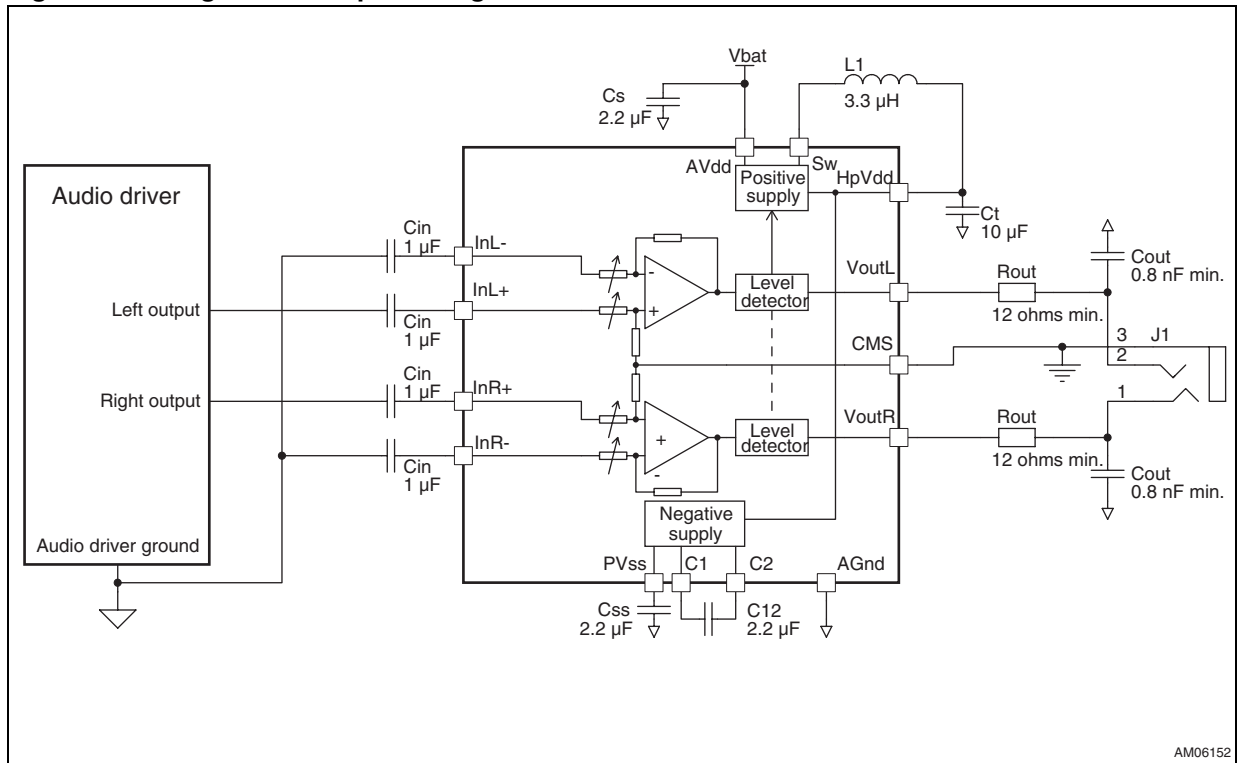 Vbat
L1
3.3 µH
Cs
2.2 µF
AVdd
Sw
HpVdd
Positive
supply
Ct
10 µF
Audio driver
Cin
1 µF
InL-
-
Level
detector
VoutL
Rout
12 ohms min.
Cout
0.8 nF min.
Left output
Cin
1 µF
InL+
+
CMS
3
J1
2
1
Right output
Cin
1 µF
InR+
+
Level
detector
VoutR
Rout
12 ohms min.
Cout
0.8 nF min.
Cin
1 µF
InR-
-
Negative
supply
Audio driver ground
PVss
C1
C2
AGnd
Css
2.2 µF
C12
2.2 µF
AM06152